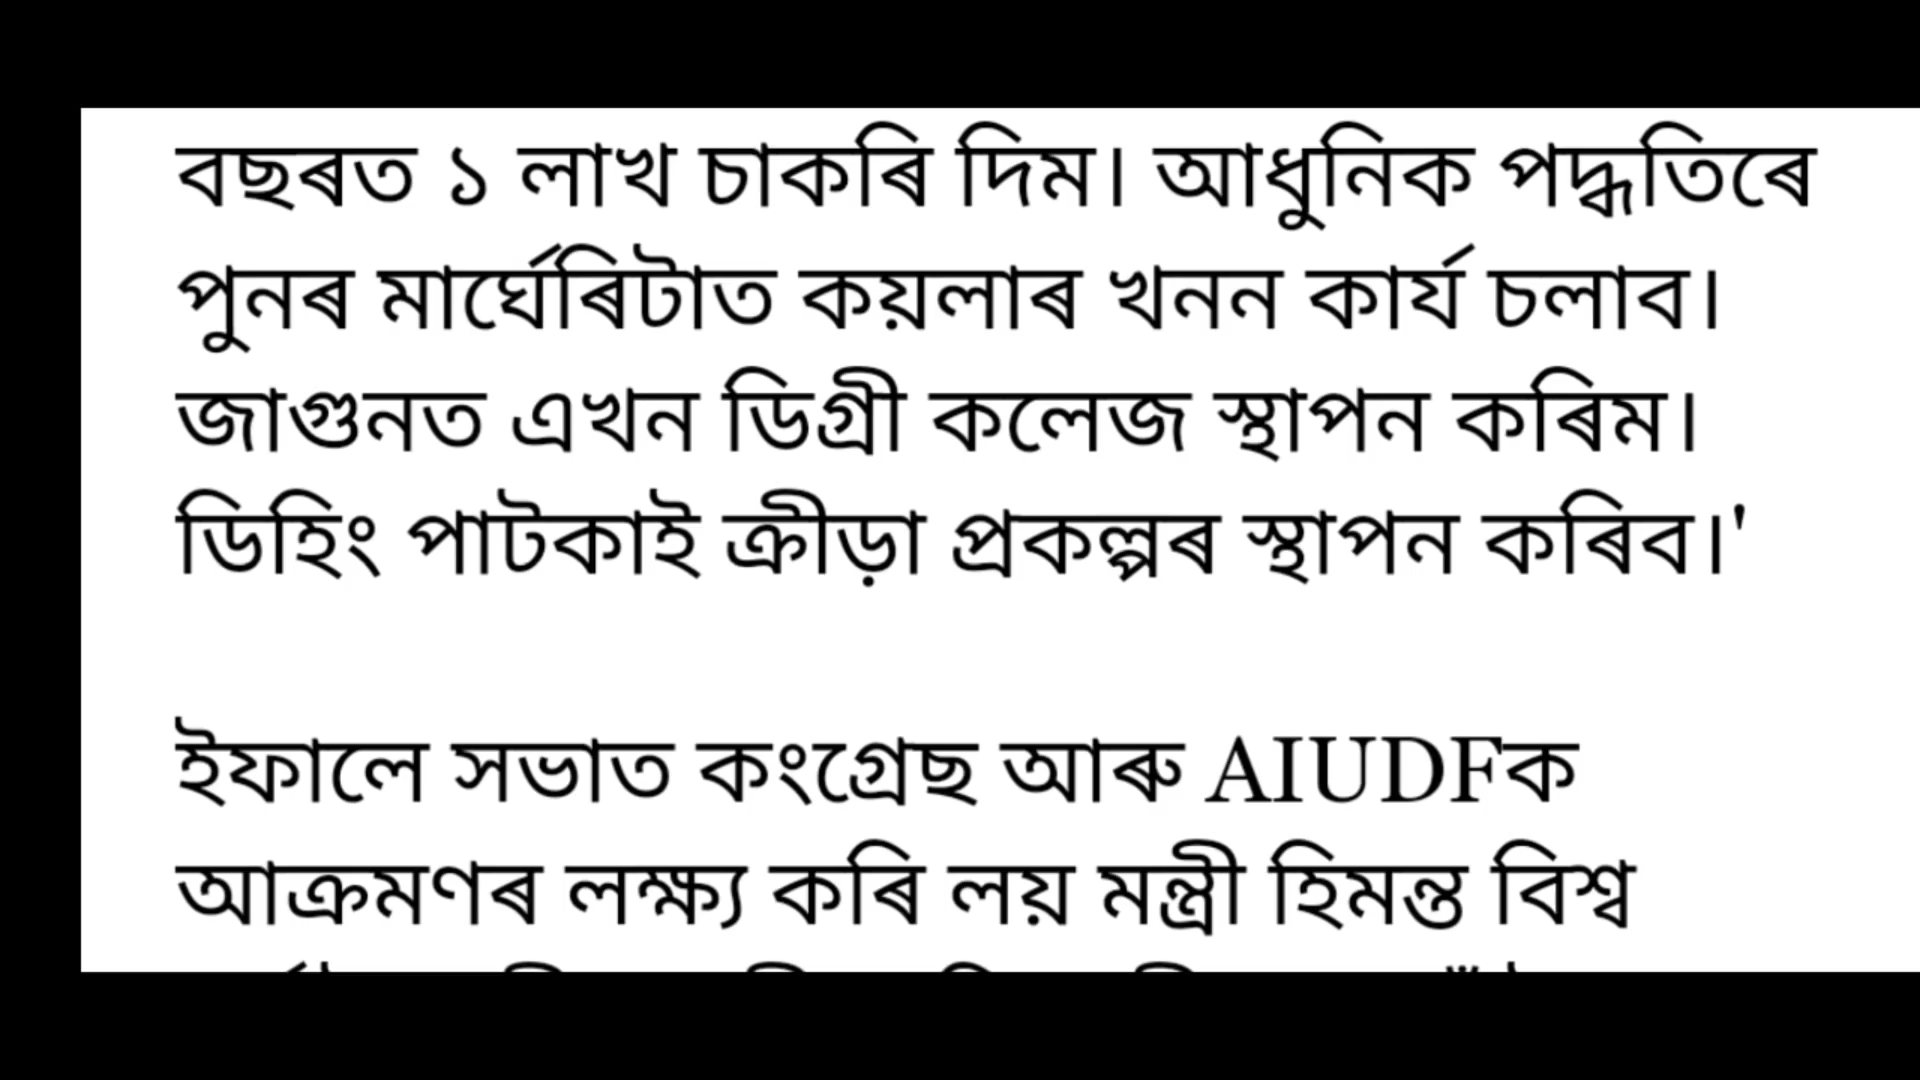 বছৰত ১ লাখ চাকৰি দিম। আধুনিক পদ্ধতিৰে
পুনৰ মাৰ্ঘেৰিটাত কয়লাৰ খনন কাৰ্য চলাব।
জাগুনত এখন ডিগ্ৰী কলেজ স্থাপন কৰিম।
ডিহিং পাটকাই ক্ৰীড়া প্ৰকল্পৰ স্থাপন কৰিব।'
ইফালে সভাত কংগ্ৰেছ আৰু AIUDFক
আক্ৰমণৰ লক্ষ্য কৰি লয় মন্ত্ৰী হিমন্ত বিশ্ব